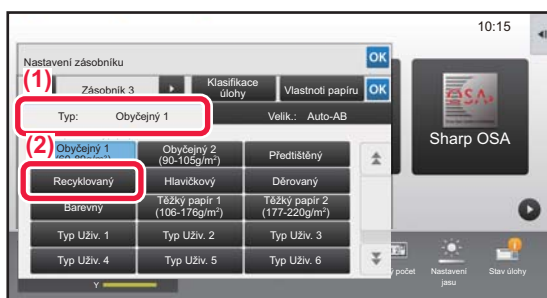 10:15
Nastavení zásobníku
OK
(1)
Zásobník 3
Klasifikace
úlohy
Vlastnoti papíru
OK
Typ: Obyčejný 1
Velik.: Auto-AB
(2)
Obyčejný 1
Obyčejný 2
(90-105g/m²)
Předtištěný
Recyklovaný
Hlavičkový
Děrovaný
Barevný
Těžký papír 1
(106-176g/m²)
Těžký papír 2
(177-220g/m²)
Typ Uživ. 1
Typ Uživ. 2
Typ Uživ. 3
Typ Uživ. 4
Typ Uživ. 5
Typ Uživ. 6
OSA
Sharp OSA
počet
Nastavení
jasu
Stav úlohy
Y